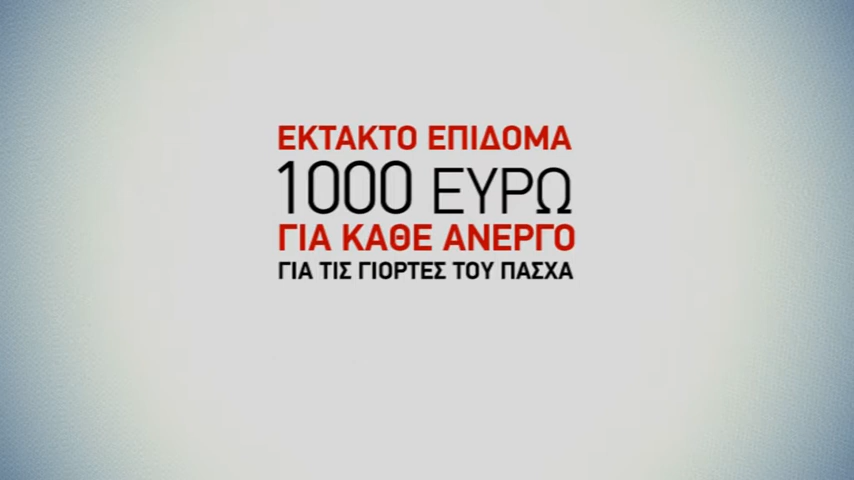 ΕΚΤΑΚΤΟ ΕΠΙΔΟΜΑ
1000 ΕΥΡΩ
ΓΙΑ ΚΑΘΕ ΑΝΕΡΓΟ
ΓΙΑ ΤΙΣ ΓΙΟΡΤΕΣ ΤΟΥ ΠΑΣΧΑ